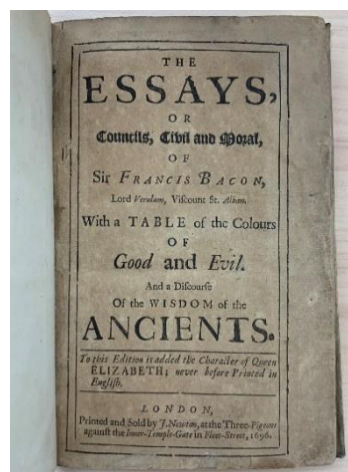 THE
ESSAYS,
OR
Councils, Civil and Moral,
OF
Sir FRANCIS BACON,
Lord Verulam, Viscount St. Alban.
With a TABLE of the Colours
OF
Good and Evil.
And a Discourse
Of the WISDOM of the
ANCIENTS.
To this Edition is added the Character of Queen
ELIZABETH; never before Printed in
English.
LONDON,
Printed and Sold by J. Newton, at the Three-Pigeons
against the Inner-Temple-Gate in Fleet-Street, 1696.